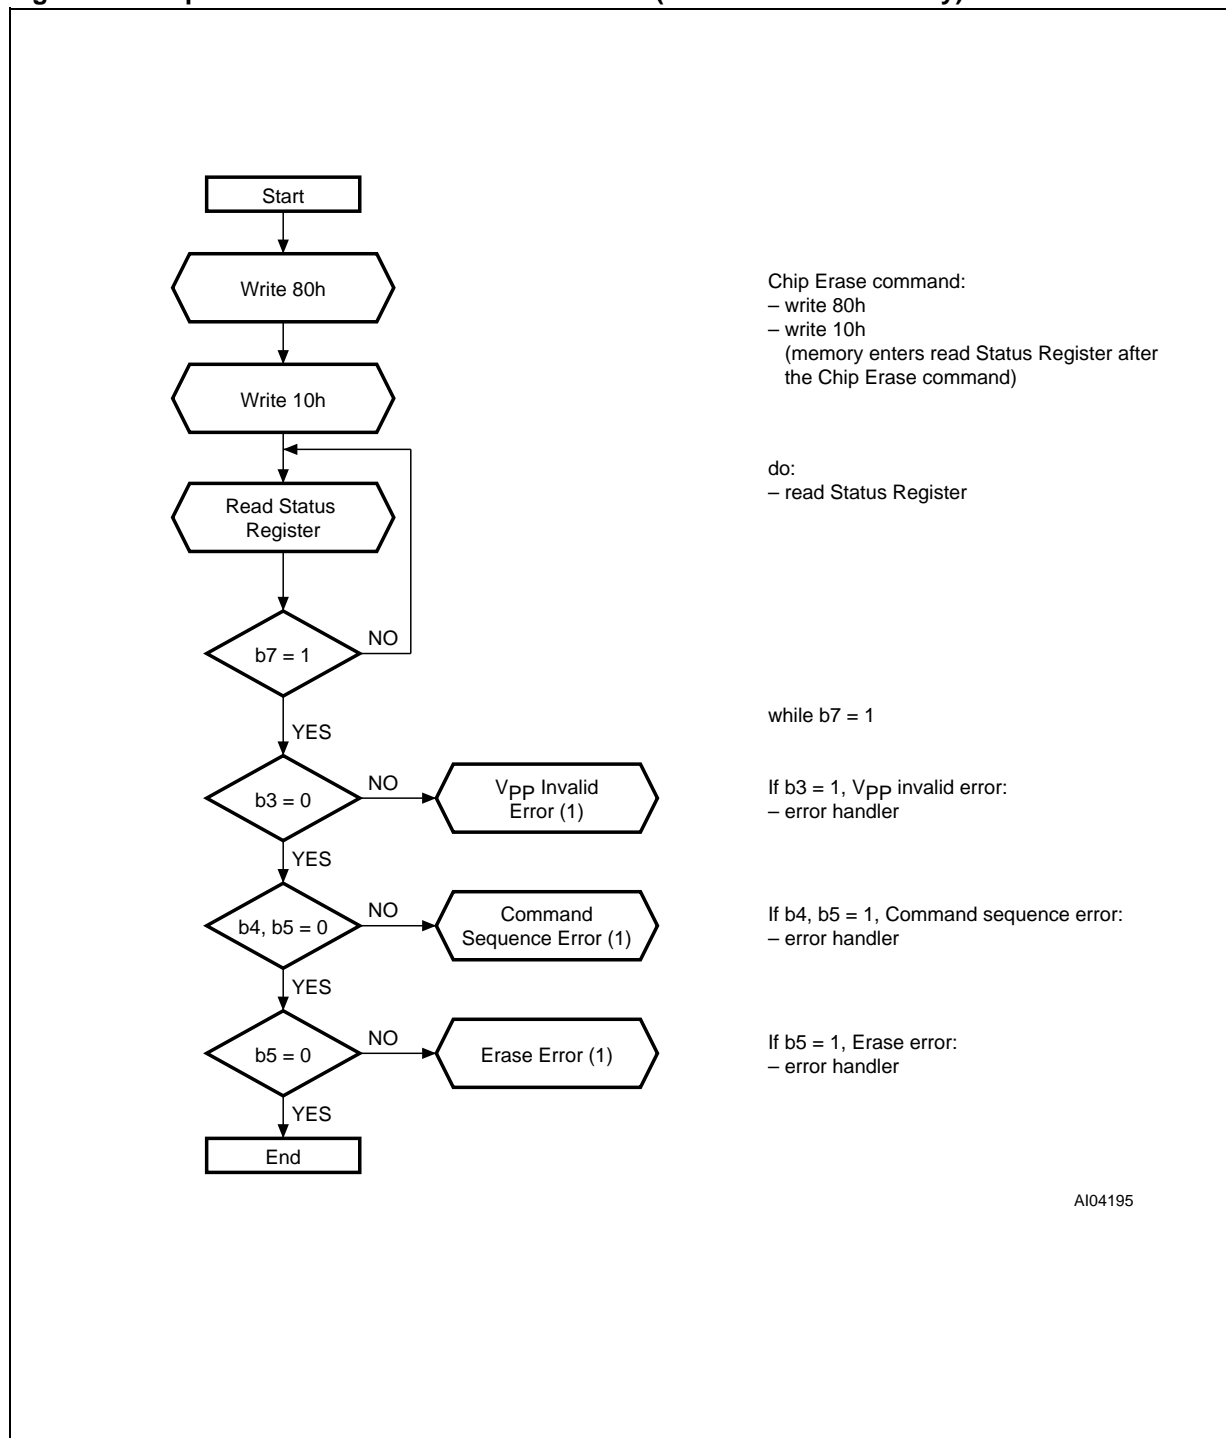 Start
Write 80h
Chip Erase command:
– write 80h
– write 10h
(memory enters read Status Register after
the Chip Erase command)
Write 10h
do:
– read Status Register
Read Status
Register
b7 = 1
NO
while b7 = 1
YES
b3 = 0
NO
VPP Invalid
Error (1)
If b3 = 1, VPP invalid error:
– error handler
YES
b4, b5 = 0
NO
Command
Sequence Error (1)
If b4, b5 = 1, Command sequence error:
– error handler
YES
b5 = 0
NO
Erase Error (1)
If b5 = 1, Erase error:
– error handler
YES
End
AI04195